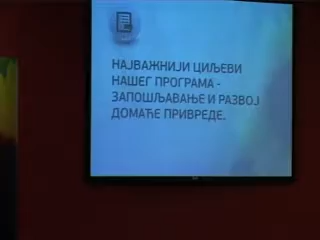 НАЈВАЖНИЈИ ЦИЉЕВИ
НАШЕГ ПРОГРАМА -
ЗАПОШЉАВАЊЕ И РАЗВОЈ
ДОМАЋЕ ПРИВРЕДЕ.